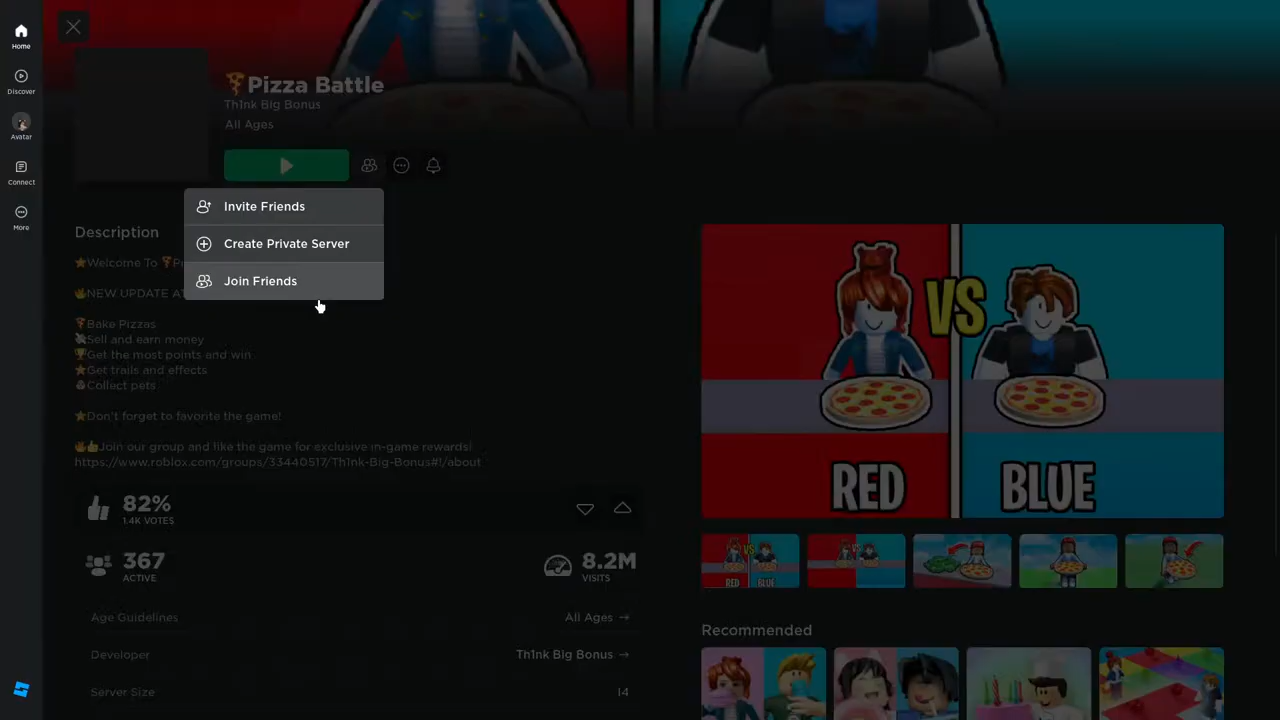 Home
Discover
Avatar
Connect
More
🍕Pizza Battle
Th1nk Big Bonus
All Ages
Invite Friends
Create Private Server
Join Friends
Description
⭐Welcome To 🍕P
🔥NEW UPDATE AT
🍕Bake Pizzas
💸Sell and earn money
🏆Get the most points and win
⭐Get trails and effects
Collect pets
⭐Don't forget to favorite the game!
🔥👍Join our group and like the game for exclusive in-game rewards!
https://www.roblox.com/groups/33440517/Th1nk-Big-Bonus#!/about
82%
1.4K VOTES
367
ACTIVE
8.2M
VISITS
Age Guidelines
All Ages →
Developer
Th1nk Big Bonus →
Server Size
14
VS
RED
BLUE
VS
RED
BLUE
Recommended